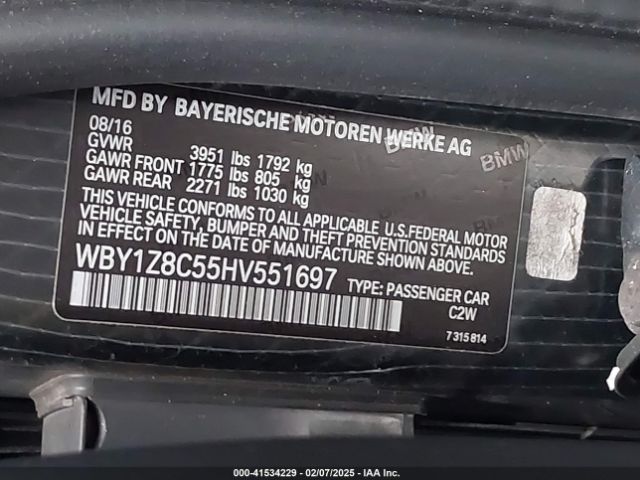 MFD BY BAYERISCHE MOTOREN WERKE AG
08/16
GVWR 3951 lbs 1792 kg
GAWR FRONT 1775 lbs 805 kg
GAWR REAR 2271 lbs 1030 kg
THIS VEHICLE CONFORMS TO ALL APPLICABLE U.S.FEDERAL MOTOR
VEHICLE SAFETY, BUMPER AND THEFT PREVENTION STANDARDS
IN EFFECT ON THE DATE OF MANUFACTURE SHOWN ABOVE.
WBY1Z8C55HV551697 TYPE: PASSENGER CAR
C2W
7 315 814
BMW
000-41534229 - 02/07/2025 - IAA Inc.